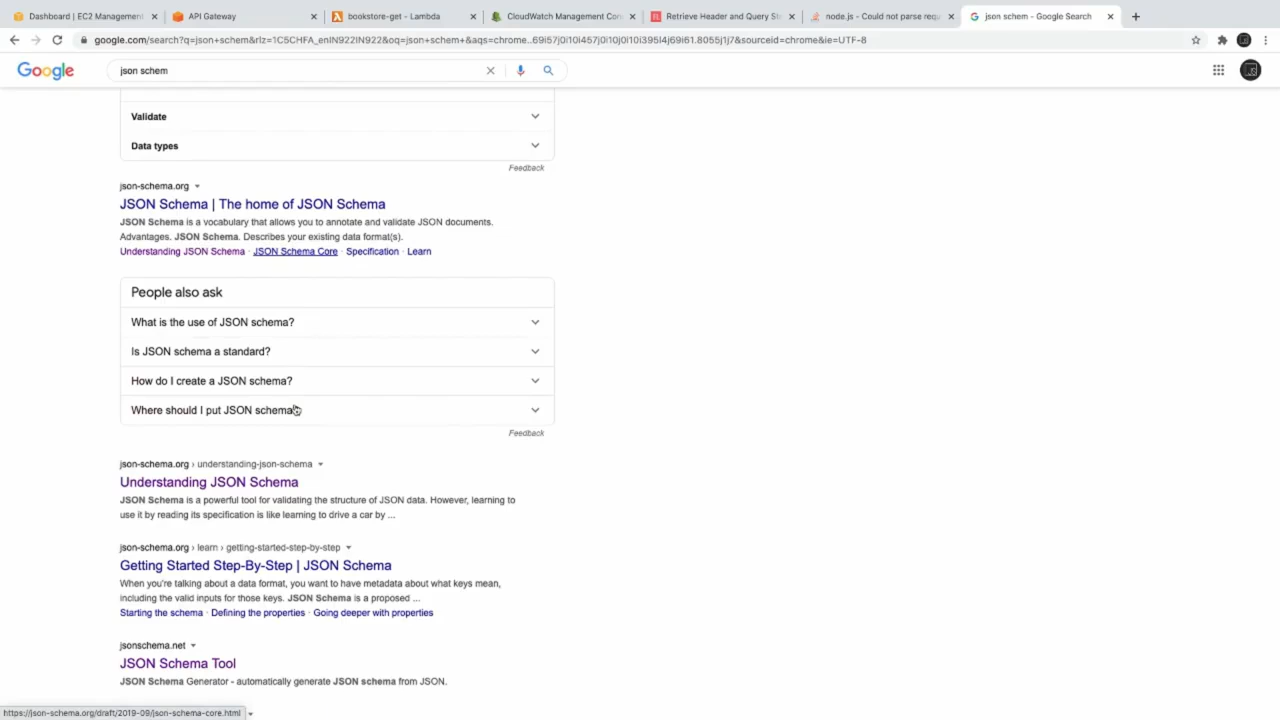 Dashboard | EC2 Management
API Gateway
bookstore-get - Lambda
CloudWatch Management Con
Retrieve Header and Query St
node.js - Could not parse requ
json schem - Google Search
google.com/search?q=json+schem&rlz=1C5CHFA_enIN922IN922&oq=json+schem+&aqs=chrome..69i57j0i10i457j0i10j0l10i395l4j69i61.8055j1j7&sourceid=chrome&ie=UTF-8
Google
json schem
Validate
Data types
Feedback
json-schema.org
JSON Schema | The home of JSON Schema
JSON Schema is a vocabulary that allows you to annotate and validate JSON documents.
Advantages. JSON Schema. Describes your existing data format(s).
Understanding JSON Schema · JSON Schema Core · Specification · Learn
People also ask
What is the use of JSON schema?
Is JSON schema a standard?
How do I create a JSON schema?
Where should I put JSON schema
Feedback
json-schema.org › understanding-json-schema
Understanding JSON Schema
JSON Schema is a powerful tool for validating the structure of JSON data. However, learning to
use it by reading its specification is like learning to drive a car by ...
json-schema.org › learn › getting-started-step-by-step
Getting Started Step-By-Step | JSON Schema
When you're talking about a data format, you want to have metadata about what keys mean,
including the valid inputs for those keys. JSON Schema is a proposed ...
Starting the schema · Defining the properties · Going deeper with properties
jsonschema.net
JSON Schema Tool
JSON Schema Generator - automatically generate JSON schema from JSON.
https://json-schema.org/draft/2019-09/json-schema-core.html